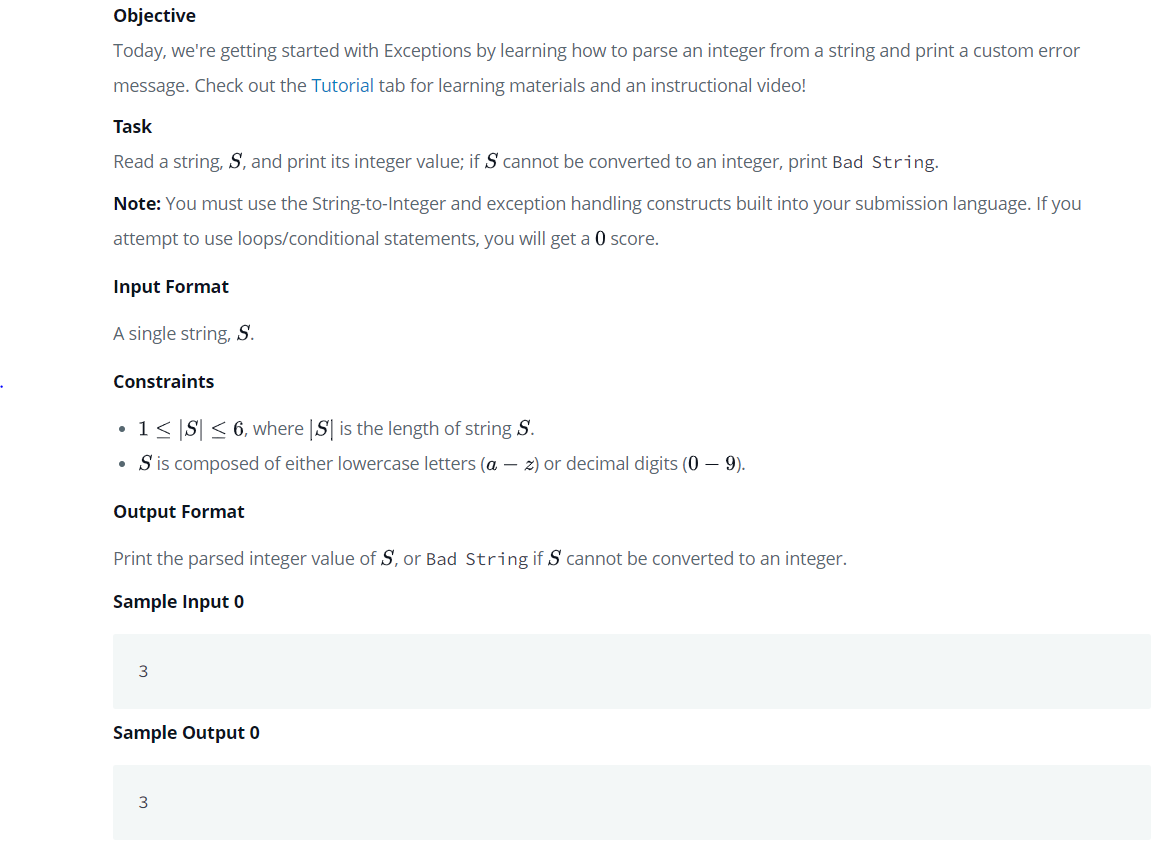 Objective
Today, we're getting started with Exceptions by learning how to parse an integer from a string and print a custom error
message. Check out the Tutorial tab for learning materials and an instructional video!
Task
Read a string, S, and print its integer value; if S cannot be converted to an integer, print Bad String.
Note: You must use the String-to-Integer and exception handling constructs built into your submission language. If you
attempt to use loops/conditional statements, you will get a 0 score.
Input Format
A single string, S.
Constraints
• 1 ≤ |S| ≤ 6, where |S| is the length of string S.
• S is composed of either lowercase letters (a − z) or decimal digits (0 − 9).
Output Format
Print the parsed integer value of S, or Bad String if S cannot be converted to an integer.
Sample Input 0
3
Sample Output 0
3